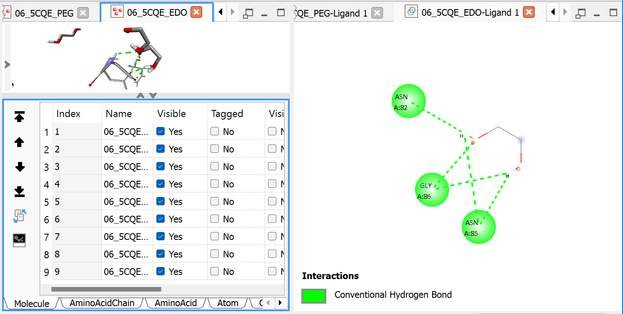 06_5CQE_PEG
06_5CQE_EDO
Index Name Visible Tagged Visi
1 1 06_5CQE... Yes No
2 2 06_5CQE... Yes No
3 3 06_5CQE... Yes No
4 4 06_5CQE... Yes No
5 5 06_5CQE... Yes No
6 6 06_5CQE... Yes No
7 7 06_5CQE... Yes No
8 8 06_5CQE... Yes No
9 9 06_5CQE... Yes No
Molecule AminoAcidChain AminoAcid Atom
CQE_PEG-Ligand 1
06_5CQE_EDO-Ligand 1
ASN
A:82
GLY
A:86
ASN
A:85
H
H
Interactions
Conventional Hydrogen Bond